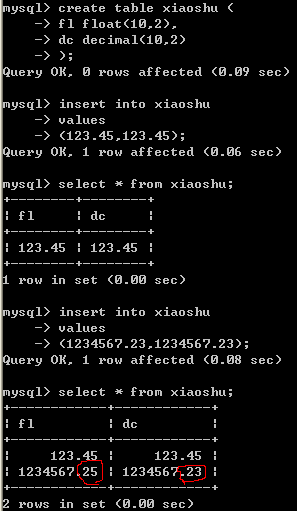 mysql> create table xiaoshu (
    -> fl float(10,2),
    -> dc decimal(10,2)
    -> );
Query OK, 0 rows affected (0.09 sec)

mysql> insert into xiaoshu
    -> values
    -> (123.45,123.45);
Query OK, 1 row affected (0.06 sec)

mysql> select * from xiaoshu;
+--------+--------+
| fl     | dc     |
+--------+--------+
| 123.45 | 123.45 |
+--------+--------+
1 row in set (0.00 sec)

mysql> insert into xiaoshu
    -> values
    -> (1234567.23,1234567.23);
Query OK, 1 row affected (0.08 sec)

mysql> select * from xiaoshu;
+------------+------------+
| fl         | dc         |
+------------+------------+
|     123.45 |     123.45 |
| 1234567.25 | 1234567.23 |
+------------+------------+
2 rows in set (0.00 sec)